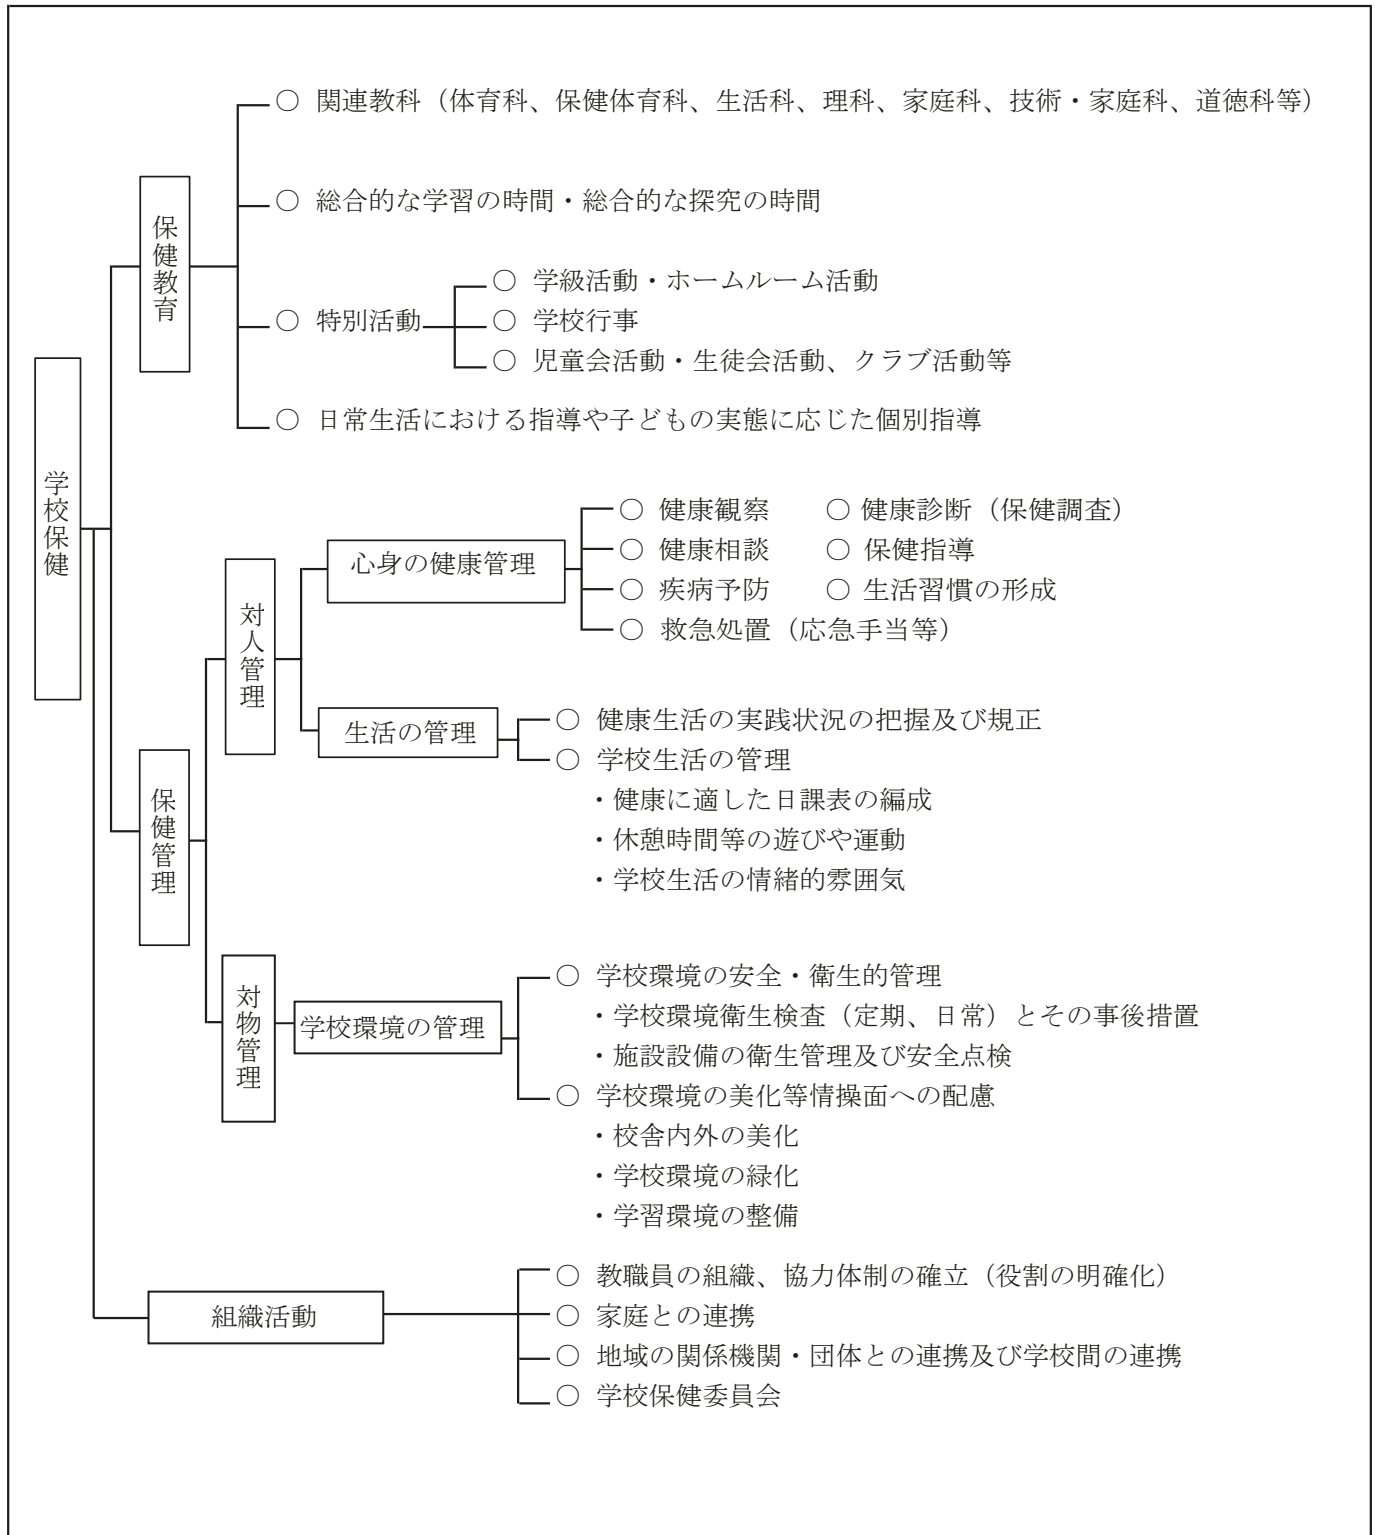 学校保健
保健教育
○ 関連教科（体育科、保健体育科、生活科、理科、家庭科、技術・家庭科、道徳科等）
○ 総合的な学習の時間・総合的な探究の時間
○ 特別活動
○ 学級活動・ホームルーム活動
○ 学校行事
○ 児童会活動・生徒会活動、クラブ活動等
○ 日常生活における指導や子どもの実態に応じた個別指導
保健管理
対人管理
心身の健康管理
○ 健康観察 ○ 健康診断（保健調査）
○ 健康相談 ○ 保健指導
○ 疾病予防 ○ 生活習慣の形成
○ 救急処置（応急手当等）
生活の管理
○ 健康生活の実践状況の把握及び規正
○ 学校生活の管理
・健康に適した日課表の編成
・休憩時間等の遊びや運動
・学校生活の情緒的雰囲気
対物管理
学校環境の管理
○ 学校環境の安全・衛生的管理
・学校環境衛生検査（定期、日常）とその事後措置
・施設設備の衛生管理及び安全点検
○ 学校環境の美化等情操面への配慮
・校舎内外の美化
・学校環境の緑化
・学習環境の整備
組織活動
○ 教職員の組織、協力体制の確立（役割の明確化）
○ 家庭との連携
○ 地域の関係機関・団体との連携及び学校間の連携
○ 学校保健委員会